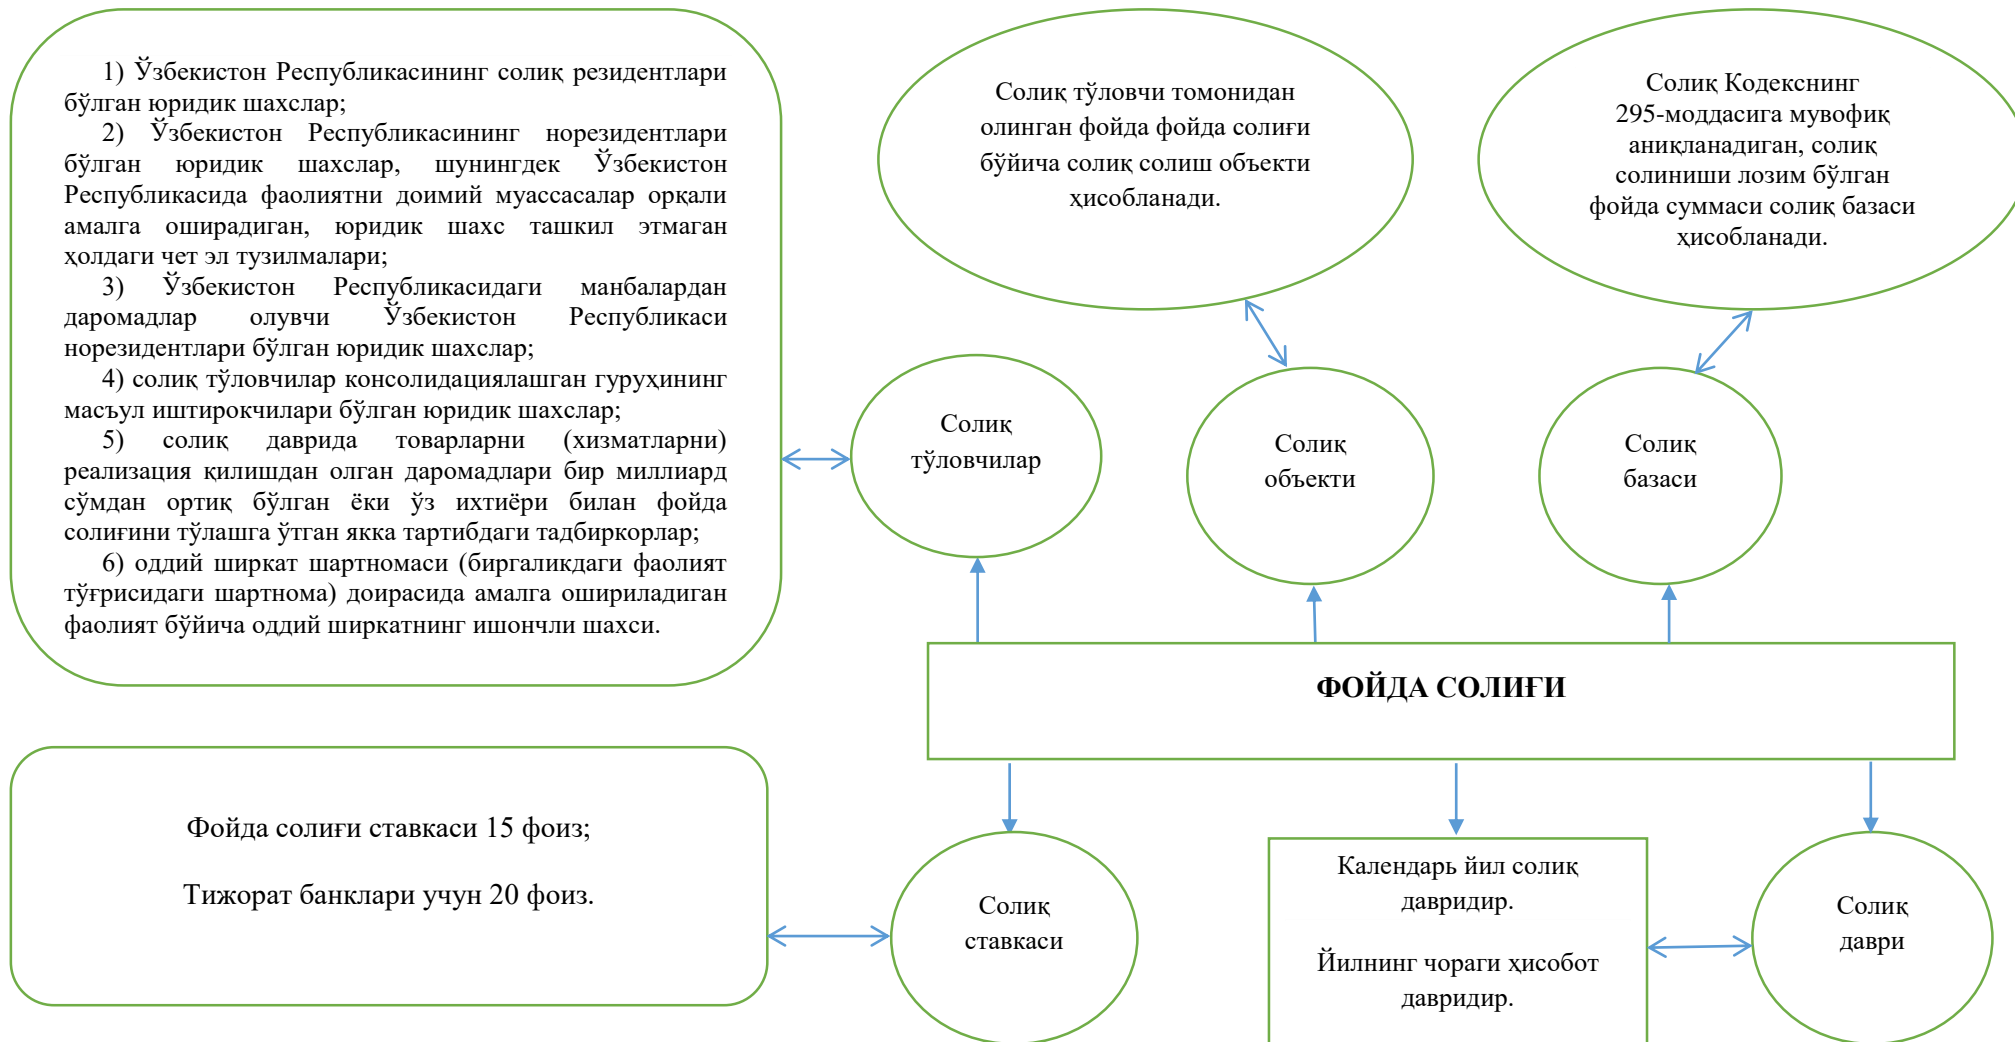 1) Ўзбекистон Республикасининг солиқ резидентлари
бўлган юридик шахслар;
2) Ўзбекистон Республикасининг норезидентлари
бўлган юридик шахслар, шунингдек Ўзбекистон
Республикасида фаолиятни доимий муассасалар орқали
амалга оширадиган, юридик шахс ташкил этмаган
ҳолдаги чет эл тузилмалари;
3) Ўзбекистон Республикасидаги манбалардан
даромадлар олувчи Ўзбекистон Республикаси
норезидентлари бўлган юридик шахслар;
4) солиқ тўловчилар консолидациялашган гуруҳининг
масъул иштирокчилари бўлган юридик шахслар;
5) солиқ даврида товарларни (хизматларни)
реализация қилишдан олган даромадлари бир миллиард
сўмдан ортиқ бўлган ёки ўз ихтиёри билан фойда
солиғини тўлашга ўтган якка тартибдаги тадбиркорлар;
6) оддий ширкат шартномаси (биргаликдаги фаолият
тўғрисидаги шартнома) доирасида амалга ошириладиган
фаолият бўйича оддий ширкатнинг ишончли шахси.
Солиқ тўловчи томонидан
олинган фойда фойда солиғи
бўйича солиқ солиш объекти
ҳисобланади.
Солиқ Кодекснинг
295-моддасига мувофиқ
аниқланадиган, солиқ
солиниши лозим бўлган
фойда суммаси солиқ базаси
ҳисобланади.
Солиқ
тўловчилар
Солиқ
объекти
Солиқ
базаси
ФОЙДА СОЛИҒИ
Фойда солиғи ставкаси 15 фоиз;
Тижорат банклари учун 20 фоиз.
Солиқ
ставкаси
Календарь йил солиқ
давридир.
Йилнинг чораги ҳисобот
давридир.
Солиқ
даври